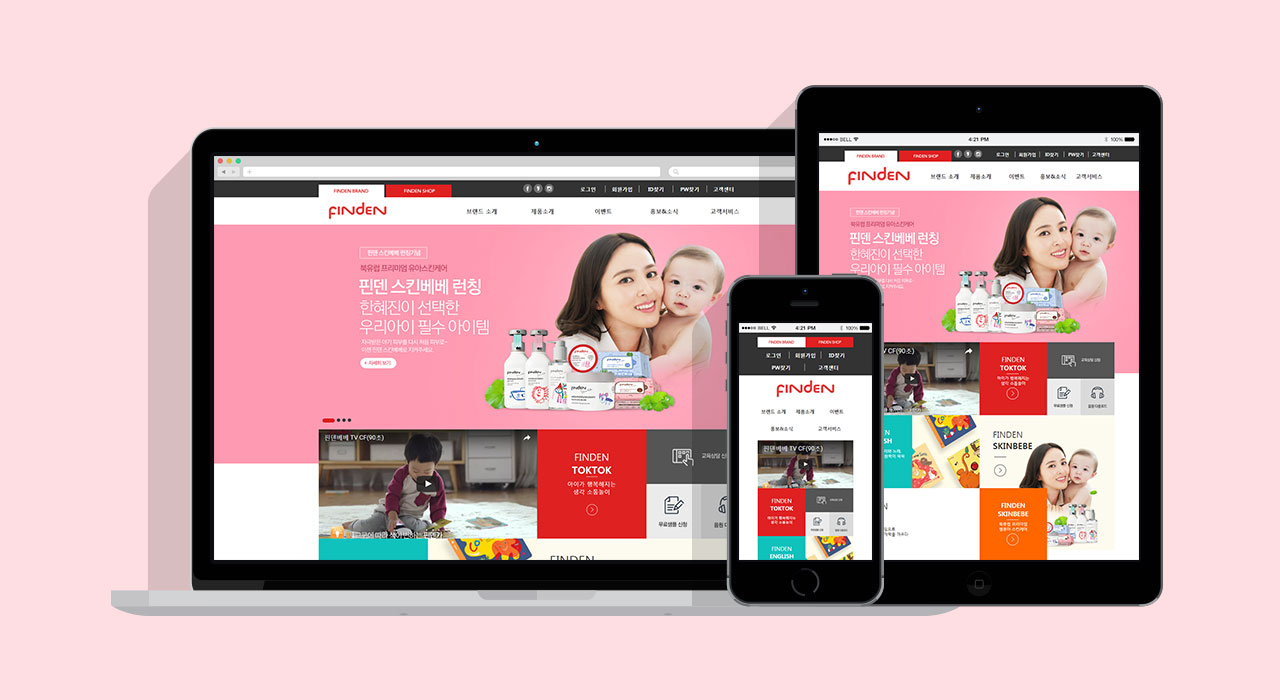 FINDEN BRAND
FINDEN SHOP
로그인
회원가입
ID찾기
PW찾기
고객센터
FINDEN
브랜드 소개
제품소개
이벤트
홍보&소식
고객서비스
핀덴 스킨베베 런칭기념
북유럽 프리미엄 유아스킨케어
핀덴 스킨베베 런칭
한혜진이 선택한
우리아이 필수 아이템
+ 자세히 보기
핀덴베베 TV CF(90초)
FINDEN
TOKTOK
아이가 행복해지는
생각 소통놀이
교육상담 신
무료샘플 신청
음원 다
BELL
4:21 PM
100%
FINDEN BRAND
FINDEN SHOP
로그인
회원가입
ID찾기
PW찾기
고객센터
FINDEN
브랜드 소개
제품소개
이벤트
홍보&소식
고객서비스
핀덴베베 TV CF(90초)
FINDEN
TOKTOK
아이가 행복해지는
생각 소통놀이
FINDEN
ENGLISH
BELL
4:21 PM
100%
FINDEN BRAND
FINDEN SHOP
로그인
회원가입
ID찾기
PW찾기
고객센터
FINDEN
브랜드 소개
제품소개
이벤트
홍보&소식
고객서비스
핀덴 스킨베베 런칭기념
북유럽 프리미엄 유아스킨케어
핀덴 스킨베베 런칭
한혜진이 선택한
우리아이 필수 아이템
TV CF(90초)
FINDEN
TOKTOK
아이가 행복해지는
생각 소통놀이
교육상담 신청
무료샘플 신청
음원다운로드
FINDEN
SKINBEBE
FINDEN
SKINBEBE
북유럽 프리미엄
영유아 스킨케어